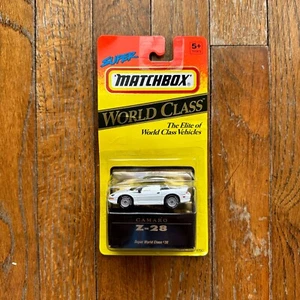 SUPER
5+
MATCHBOX
WORLD CLASS
The Elite of
World Class Vehicles
CAMARO
Z-28